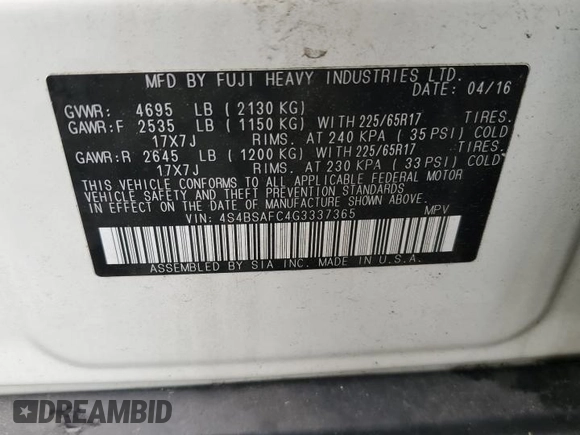 MFD BY FUJI HEAVY INDUSTRIES LTD.
DATE: 04/16
GVWR: 4695 LB (2130 KG)
GAWR:F 2535 LB (1150 KG) WITH 225/65R17 TIRES.
17X7J RIMS. AT 240 KPA (35 PSI) COLD
GAWR:R 2645 LB (1200 KG) WITH 225/65R17 TIRES.
17X7J RIMS. AT 230 KPA (33 PSI) COLD
THIS VEHICLE CONFORMS TO ALL APPLICABLE FEDERAL MOTOR
VEHICLE SAFETY AND THEFT PREVENTION STANDARDS
IN EFFECT ON THE DATE OF MANUFACTURE SHOWN ABOVE.
VIN: 4S4BSAFC4G3337365 MPV
ASSEMBLED BY SIA INC. MADE IN U.S.A.
DREAMBID